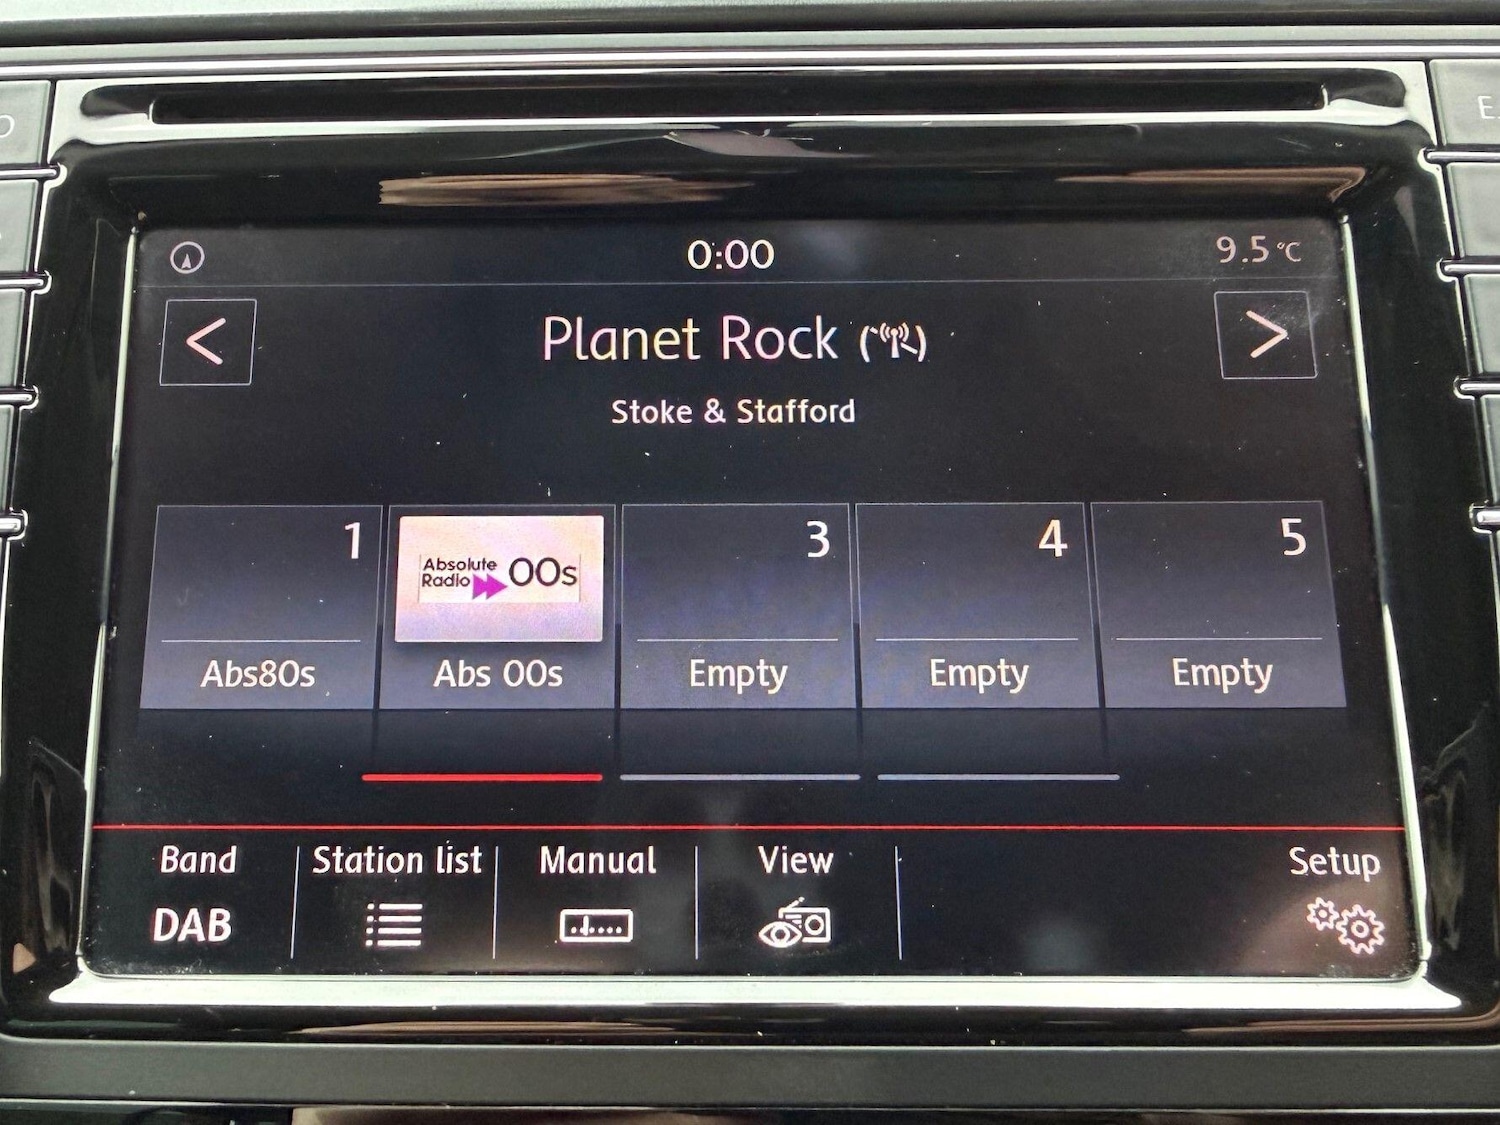 0:00
9.5 °C
<
Planet Rock
>
Stoke & Stafford
1
Absolute Radio 00s
3
4
5
Abs80s
Abs 00s
Empty
Empty
Empty
Band
Station list
Manual
View
Setup
DAB